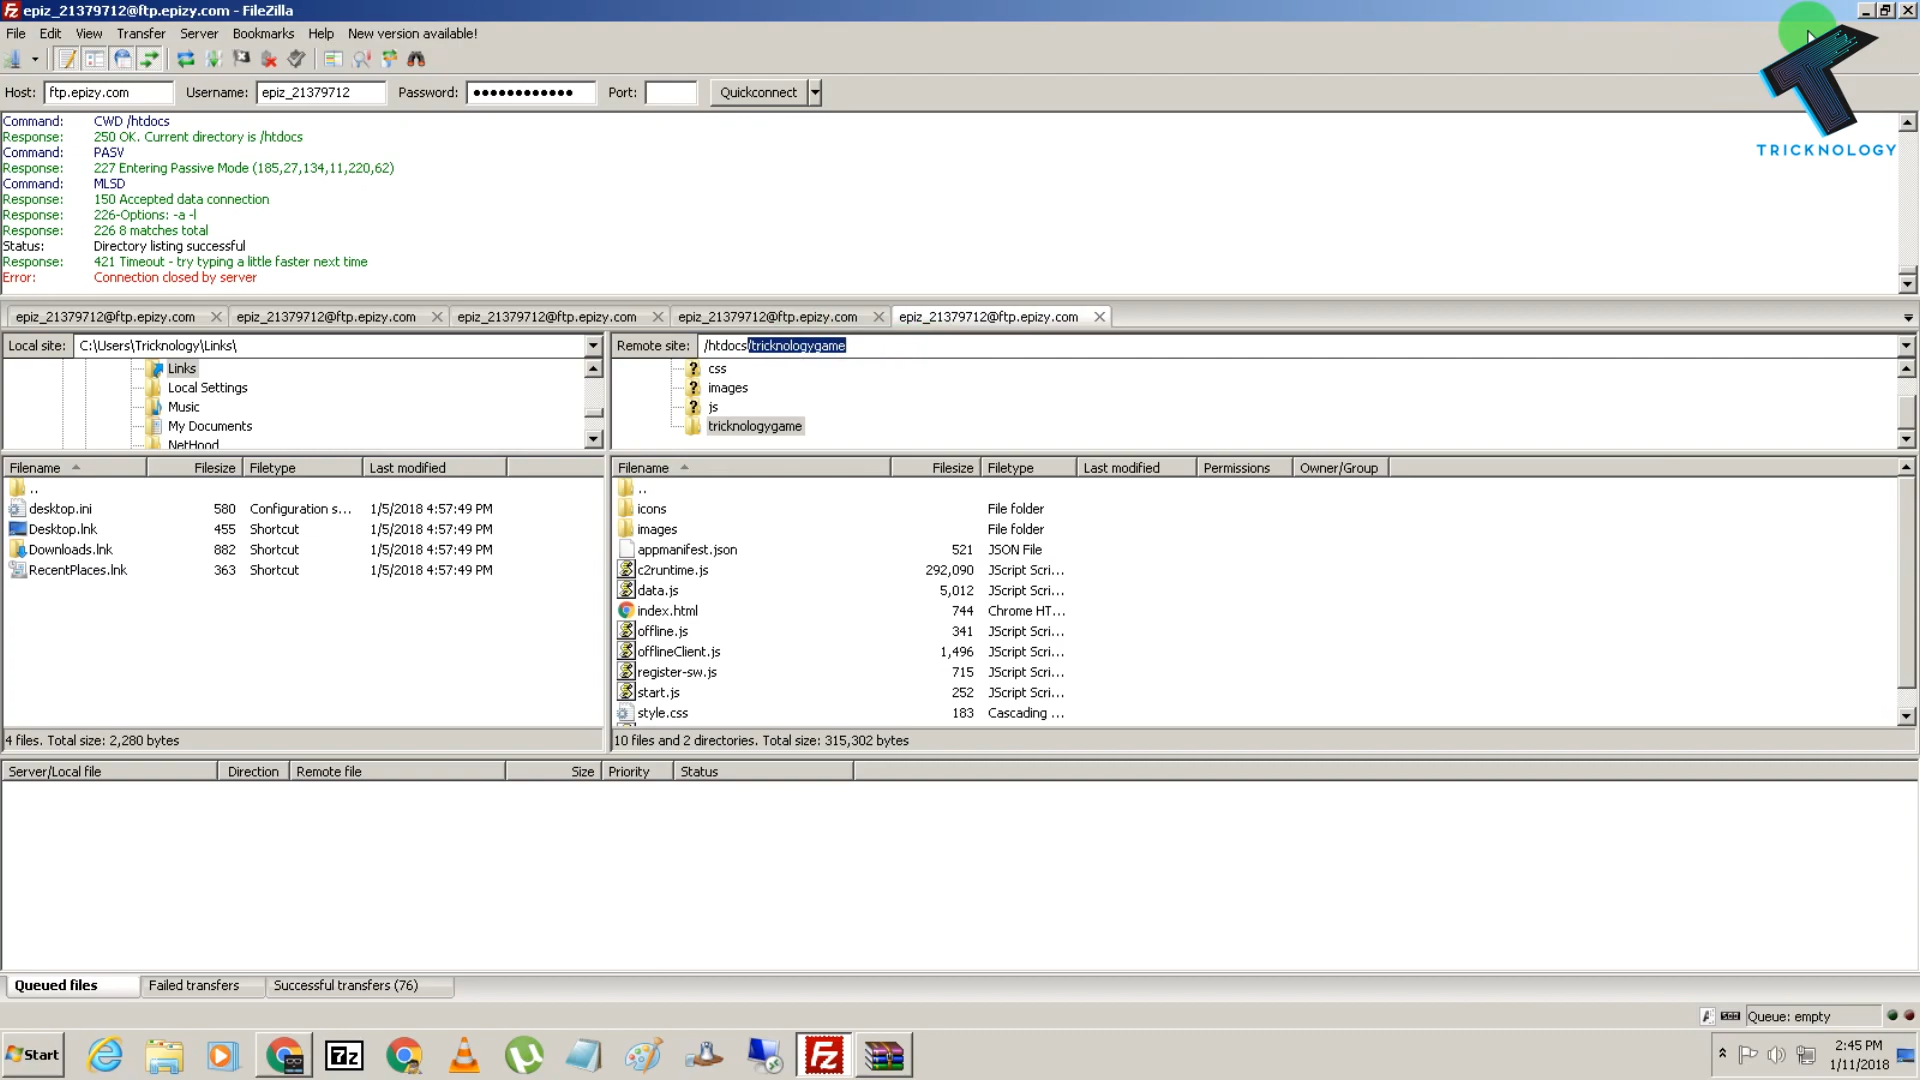 epiz_21379712@ftp.epizy.com - FileZilla
File Edit View Transfer Server Bookmarks Help New version available!
Host: ftp.epizy.com Username: epiz_21379712 Password: ●●●●●●●●●●●● Port: Quickconnect
TRICKNOLOGY
Command: CWD /htdocs
Response: 250 OK. Current directory is /htdocs
Command: PASV
Response: 227 Entering Passive Mode (185,27,134,11,220,62)
Command: MLSD
Response: 150 Accepted data connection
Response: 226-Options: -a -l
Response: 226 8 matches total
Status: Directory listing successful
Response: 421 Timeout - try typing a little faster next time
Error: Connection closed by server
epiz_21379712@ftp.epizy.com epiz_21379712@ftp.epizy.com epiz_21379712@ftp.epizy.com epiz_21379712@ftp.epizy.com epiz_21379712@ftp.epizy.com
Local site: C:\Users\Tricknology\Links\
Links
Local Settings
Music
My Documents
NetHood
Filename Filesize Filetype Last modified
..
desktop.ini 580 Configuration s... 1/5/2018 4:57:49 PM
Desktop.lnk 455 Shortcut 1/5/2018 4:57:49 PM
Downloads.lnk 882 Shortcut 1/5/2018 4:57:49 PM
RecentPlaces.lnk 363 Shortcut 1/5/2018 4:57:49 PM
4 files. Total size: 2,280 bytes
Remote site: /htdocs/tricknologygame
css
images
js
tricknologygame
Filename Filesize Filetype Last modified Permissions Owner/Group
..
icons File folder
images File folder
appmanifest.json 521 JSON File
c2runtime.js 292,090 JScript Scri...
data.js 5,012 JScript Scri...
index.html 744 Chrome HT...
offline.js 341 JScript Scri...
offlineClient.js 1,496 JScript Scri...
register-sw.js 715 JScript Scri...
start.js 252 JScript Scri...
style.css 183 Cascading ...
10 files and 2 directories. Total size: 315,302 bytes
Server/Local file Direction Remote file Size Priority Status
Queued files Failed transfers Successful transfers (76)
Queue: empty
Start
7z
Fz
2:45 PM
1/11/2018